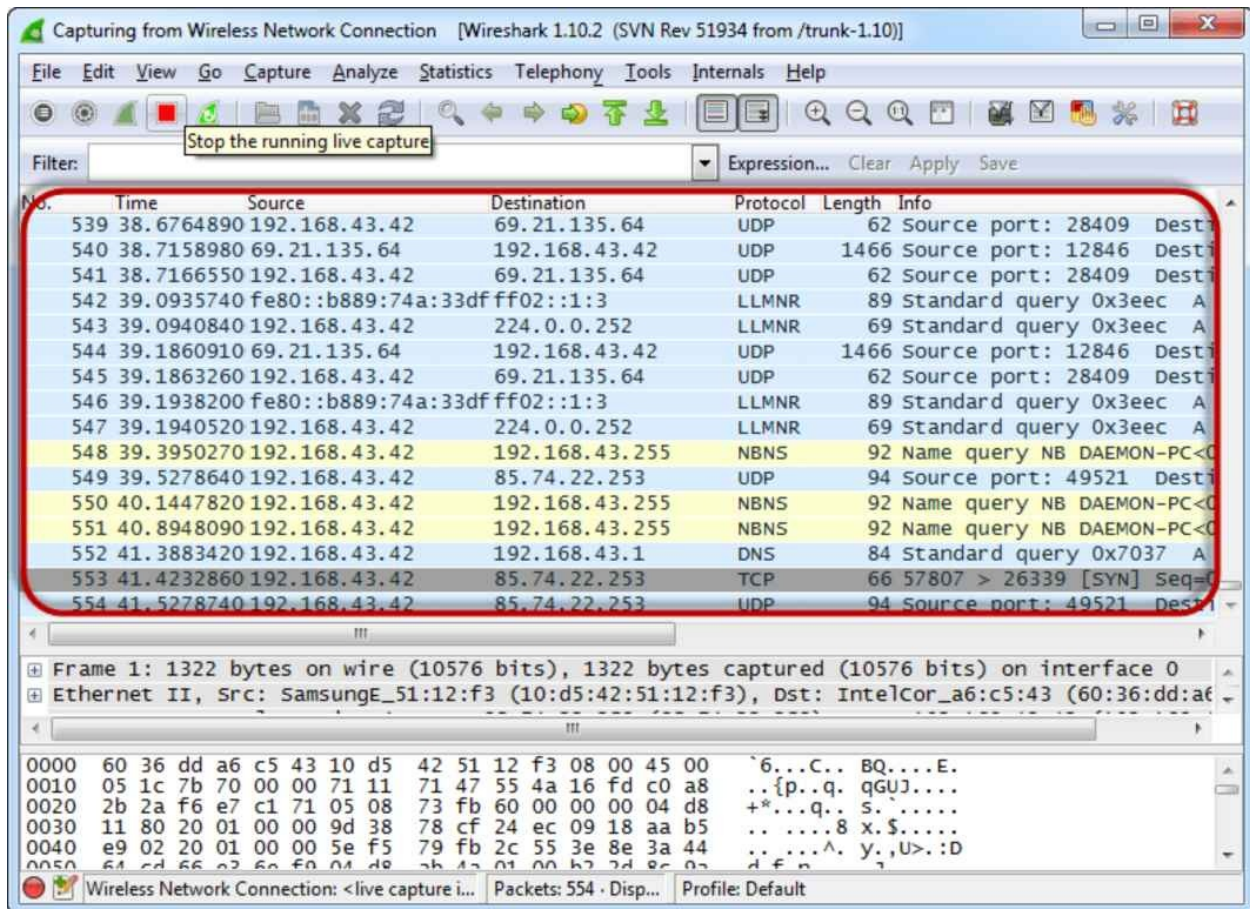 Capturing from Wireless Network Connection [Wireshark 1.10.2 (SVN Rev 51934 from /trunk-1.10)]
File Edit View Go Capture Analyze Statistics Telephony Tools Internals Help
Stop the running live capture
Filter: Expression... Clear Apply Save
No. Time Source Destination Protocol Length Info
539 38.6764890 192.168.43.42 69.21.135.64 UDP 62 Source port: 28409 Desti
540 38.7158980 69.21.135.64 192.168.43.42 UDP 1466 Source port: 12846 Desti
541 38.7166550 192.168.43.42 69.21.135.64 UDP 62 Source port: 28409 Desti
542 39.0935740 fe80::b889:74a:33df ff02::1:3 LLMNR 89 Standard query 0x3eec A
543 39.0940840 192.168.43.42 224.0.0.252 LLMNR 69 Standard query 0x3eec A
544 39.1860910 69.21.135.64 192.168.43.42 UDP 1466 Source port: 12846 Desti
545 39.1863260 192.168.43.42 69.21.135.64 UDP 62 Source port: 28409 Desti
546 39.1938200 fe80::b889:74a:33df ff02::1:3 LLMNR 89 Standard query 0x3eec A
547 39.1940520 192.168.43.42 224.0.0.252 LLMNR 69 Standard query 0x3eec A
548 39.3950270 192.168.43.42 192.168.43.255 NBNS 92 Name query NB DAEMON-PC<0
549 39.5278640 192.168.43.42 85.74.22.253 UDP 94 Source port: 49521 Desti
550 40.1447820 192.168.43.42 192.168.43.255 NBNS 92 Name query NB DAEMON-PC<0
551 40.8948090 192.168.43.42 192.168.43.255 NBNS 92 Name query NB DAEMON-PC<0
552 41.3883420 192.168.43.42 192.168.43.1 DNS 84 Standard query 0x7037 A
553 41.4232860 192.168.43.42 85.74.22.253 TCP 66 57807 > 26339 [SYN] Seq=0
554 41.5278740 192.168.43.42 85.74.22.253 UDP 94 Source port: 49521 Desti
Frame 1: 1322 bytes on wire (10576 bits), 1322 bytes captured (10576 bits) on interface 0
Ethernet II, Src: SamsungE_51:12:f3 (10:d5:42:51:12:f3), Dst: IntelCor_a6:c5:43 (60:36:dd:a6
0000 60 36 dd a6 c5 43 10 d5 42 51 12 f3 08 00 45 00 `6...C.. BQ....E.
0010 05 1c 7b 70 00 00 71 11 71 47 55 4a 16 fd c0 a8 ..{p..q. qGUJ....
0020 2b 2a f6 e7 c1 71 05 08 73 fb 60 00 00 00 04 d8 +*...q.. s.`.....
0030 11 80 20 01 00 00 9d 38 78 cf 24 ec 09 18 aa b5 .. ....8 x.$.....
0040 e9 02 20 01 00 00 5e f5 79 fb 2c 55 3e 8e 3a 44 .. ...^. y.,U>.:D
Wireless Network Connection: <live capture i... Packets: 554 · Disp... Profile: Default